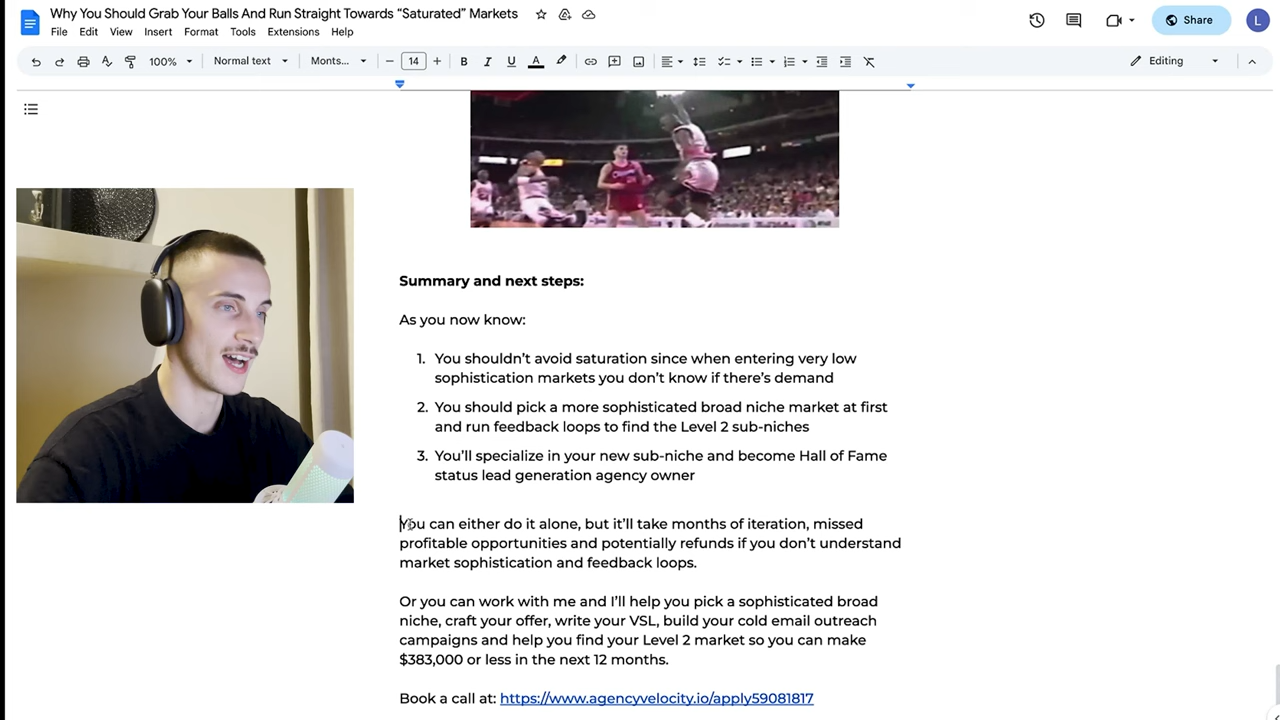 Why You Should Grab Your Balls And Run Straight Towards “Saturated” Markets
File Edit View Insert Format Tools Extensions Help
Share
L
100% Normal text Monts... 14 B I U A Editing
Summary and next steps:
As you now know:
1. You shouldn’t avoid saturation since when entering very low
sophistication markets you don’t know if there’s demand
2. You should pick a more sophisticated broad niche market at first
and run feedback loops to find the Level 2 sub-niches
3. You’ll specialize in your new sub-niche and become Hall of Fame
status lead generation agency owner
You can either do it alone, but it’ll take months of iteration, missed
profitable opportunities and potentially refunds if you don’t understand
market sophistication and feedback loops.
Or you can work with me and I’ll help you pick a sophisticated broad
niche, craft your offer, write your VSL, build your cold email outreach
campaigns and help you find your Level 2 market so you can make
$383,000 or less in the next 12 months.
Book a call at: https://www.agencyvelocity.io/apply59081817